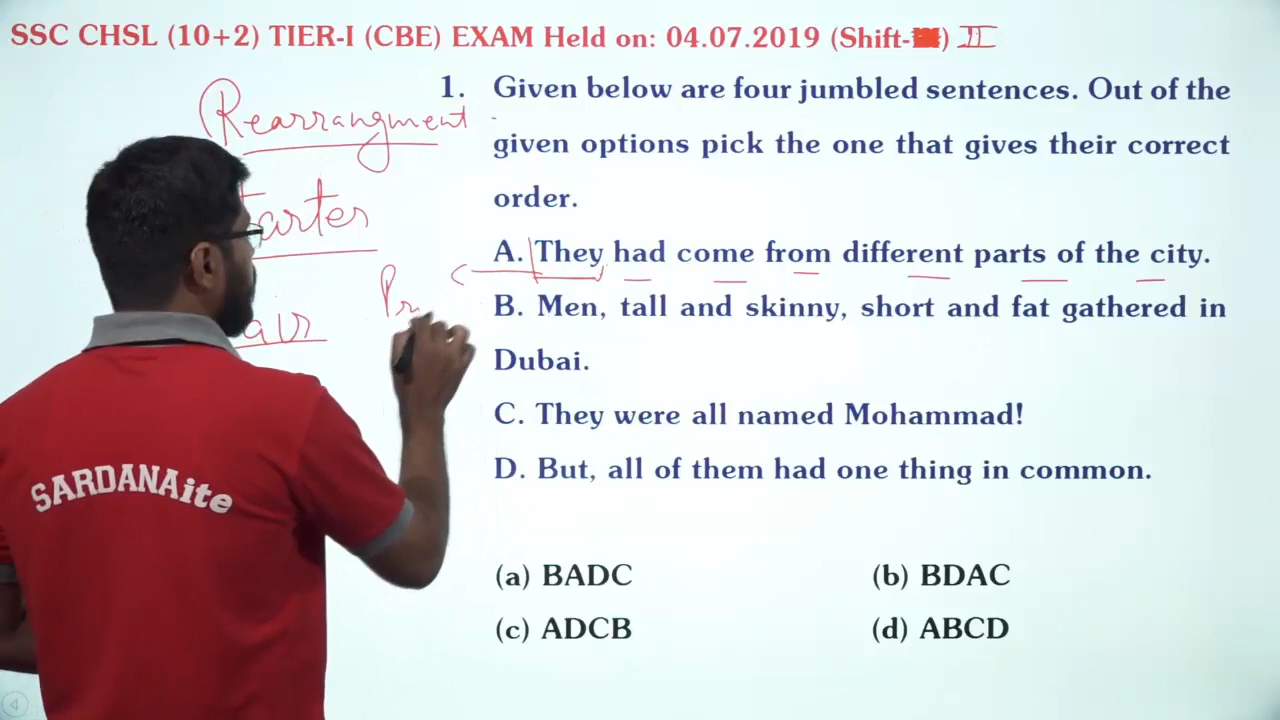 SSC CHSL (10+2) TIER-I (CBE) EXAM Held on: 04.07.2019 (Shift-) II
Rearrangment
1. Given below are four jumbled sentences. Out of the
given options pick the one that gives their correct
order.
A. They had come from different parts of the city.
B. Men, tall and skinny, short and fat gathered in
Dubai.
C. They were all named Mohammad!
D. But, all of them had one thing in common.
(a) BADC
(b) BDAC
(c) ADCB
(d) ABCD
Pr
SARDANAite